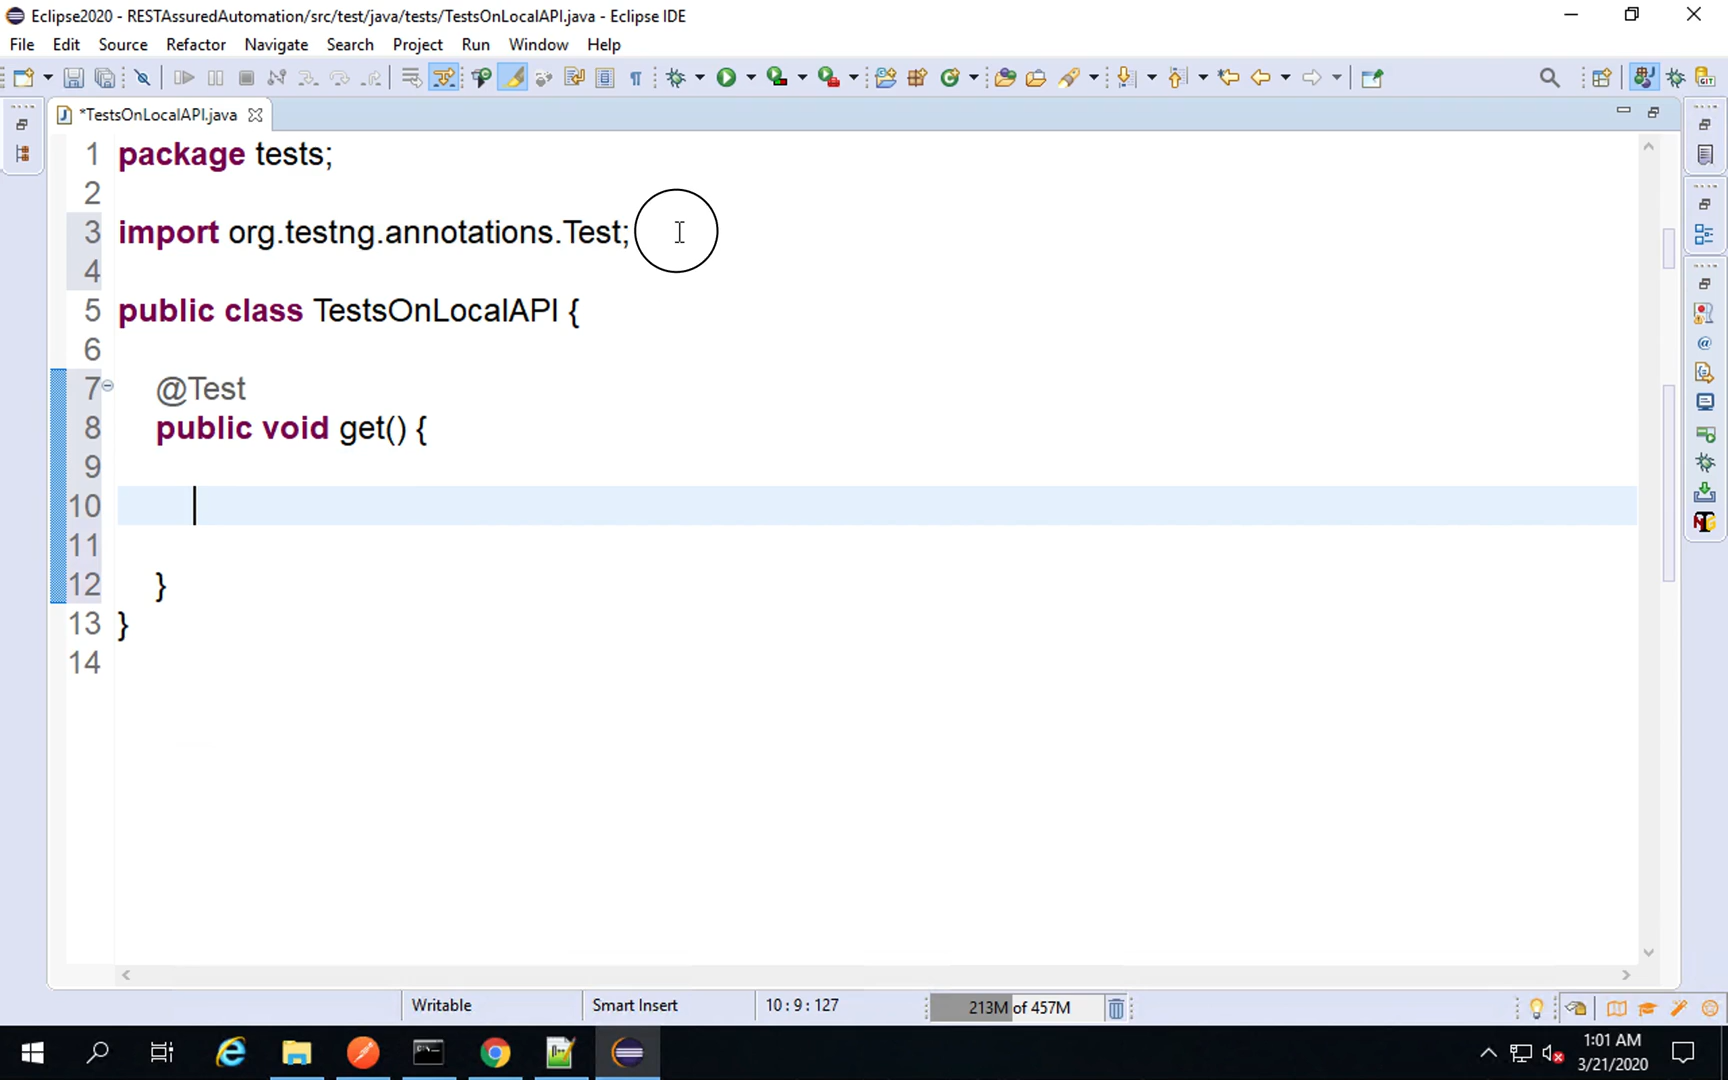 Eclipse2020 - RESTAssuredAutomation/src/test/java/tests/TestsOnLocalAPI.java - Eclipse IDE
File Edit Source Refactor Navigate Search Project Run Window Help
*TestsOnLocalAPI.java
1 package tests;
2
3 import org.testng.annotations.Test;
4
5 public class TestsOnLocalAPI {
6
7 @Test
8 public void get() {
9
10
11
12 }
13 }
14
Writable Smart Insert 10 : 9 : 127 213M of 457M
1:01 AM
3/21/2020